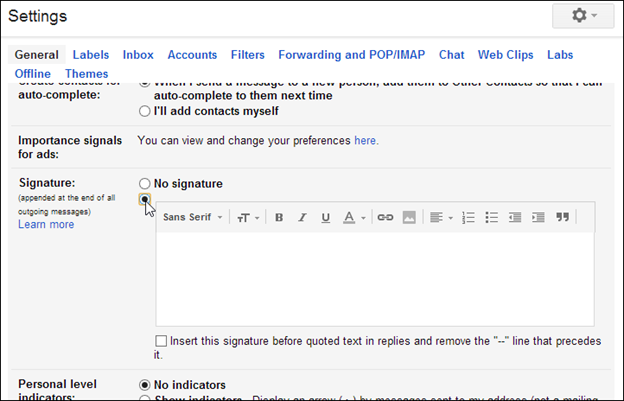 Settings
General Labels Inbox Accounts Filters Forwarding and POP/IMAP Chat Web Clips Labs
Offline Themes
Create contacts for When I send a message to a new person, add them to Other Contacts so that I can
auto-complete: auto-complete to them next time
I'll add contacts myself
Importance signals You can view and change your preferences here.
for ads:
Signature: No signature
(appended at the end of all
outgoing messages)
Learn more
Sans Serif B I U A
Insert this signature before quoted text in replies and remove the "--" line that precedes
it.
Personal level No indicators
indicators: Show indicators - Display an arrow ( › ) by messages sent to my address (not a mailing